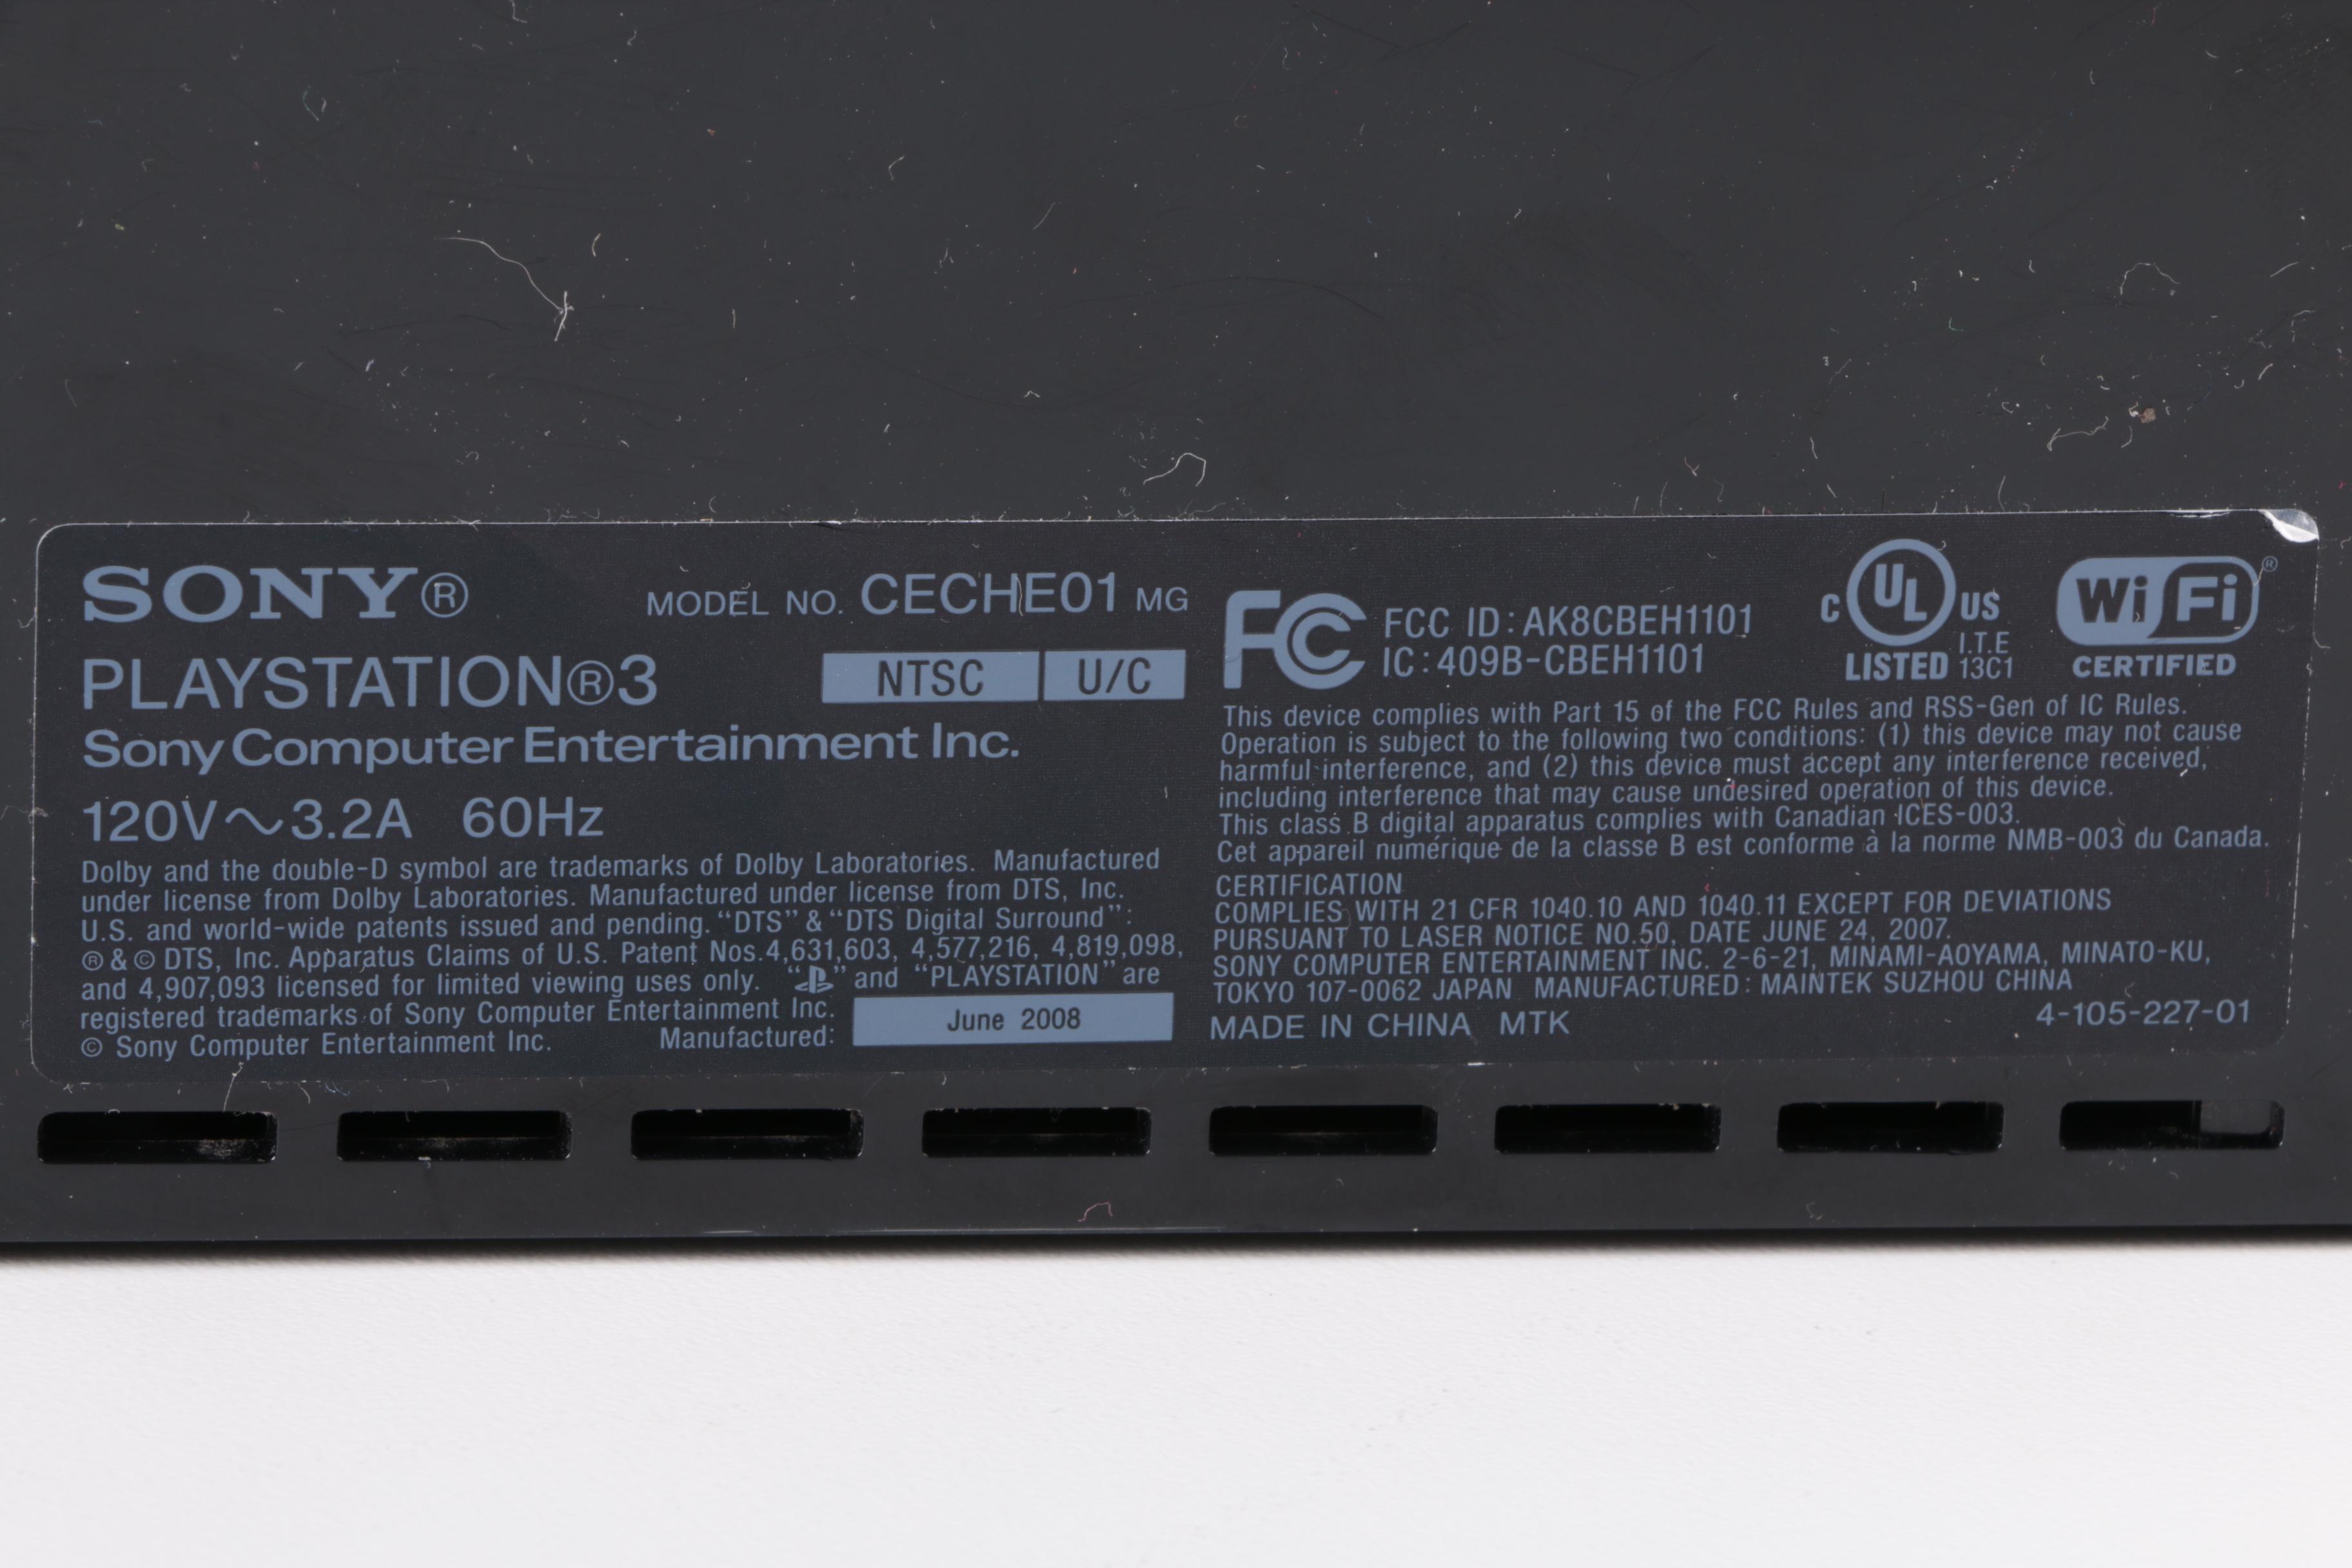 SONY®
MODEL NO. CECHE01 MG
PLAYSTATION®3
NTSC U/C
Sony Computer Entertainment Inc.
120V~3.2A 60Hz
Dolby and the double-D symbol are trademarks of Dolby Laboratories. Manufactured
under license from Dolby Laboratories. Manufactured under license from DTS, Inc.
U.S. and world-wide patents issued and pending. “DTS” & “DTS Digital Surround”:
® & © DTS, Inc. Apparatus Claims of U.S. Patent Nos.4,631,603, 4,577,216, 4,819,098,
and 4,907,093 licensed for limited viewing uses only. “PS” and “PLAYSTATION” are
registered trademarks of Sony Computer Entertainment Inc.
© Sony Computer Entertainment Inc.
Manufactured: June 2008
FC FCC ID: AK8CBEH1101
IC: 409B-CBEH1101
C UL US
LISTED I.T.E 13C1
Wi Fi ®
CERTIFIED
This device complies with Part 15 of the FCC Rules and RSS-Gen of IC Rules.
Operation is subject to the following two conditions: (1) this device may not cause
harmful interference, and (2) this device must accept any interference received,
including interference that may cause undesired operation of this device.
This class B digital apparatus complies with Canadian ICES-003.
Cet appareil numérique de la classe B est conforme à la norme NMB-003 du Canada.
CERTIFICATION
COMPLIES WITH 21 CFR 1040.10 AND 1040.11 EXCEPT FOR DEVIATIONS
PURSUANT TO LASER NOTICE NO.50, DATE JUNE 24, 2007.
SONY COMPUTER ENTERTAINMENT INC. 2-6-21, MINAMI-AOYAMA, MINATO-KU,
TOKYO 107-0062 JAPAN MANUFACTURED: MAINTEK SUZHOU CHINA
MADE IN CHINA MTK
4-105-227-01